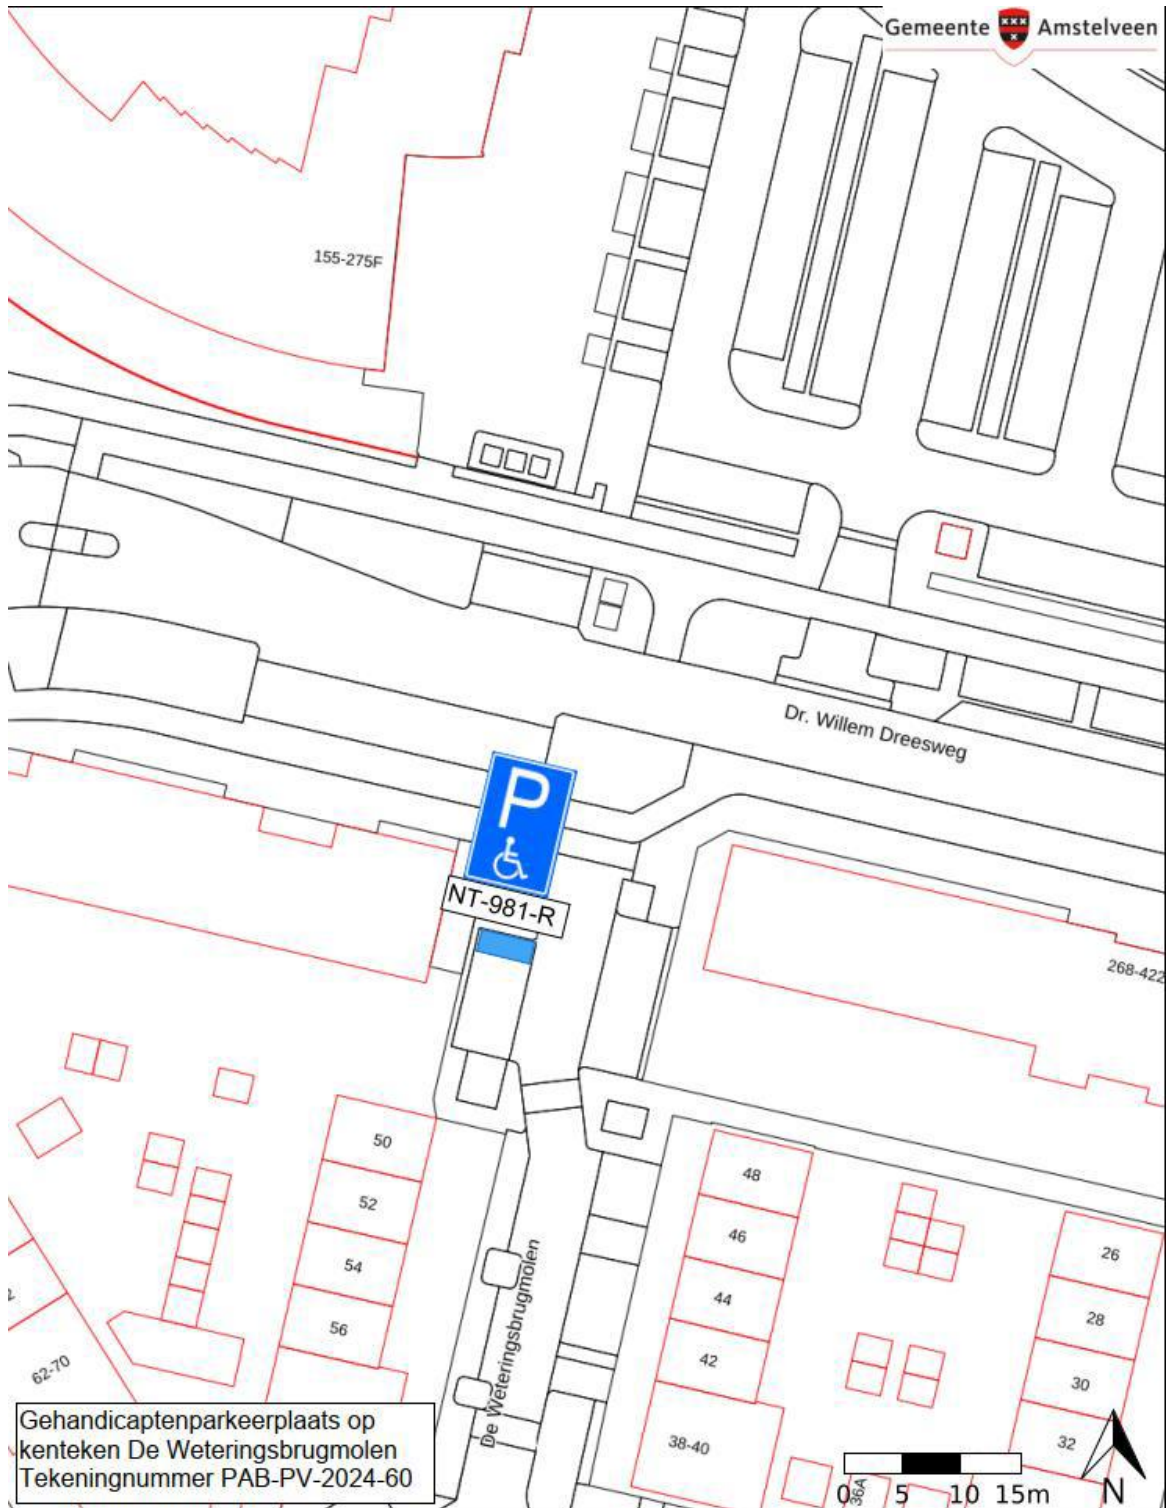 Gemeente Amstelveen
155-275F
Dr. Willem Dreesweg
P
NT-981-R
268-422
50
52
54
56
62-70
48
46
44
42
38-40
36A
26
28
30
32
De Weteringsbrugmolen
Gehandicaptenparkeerplaats op
kenteken De Weteringsbrugmolen
Tekeningnummer PAB-PV-2024-60
0 5 10 15m
N